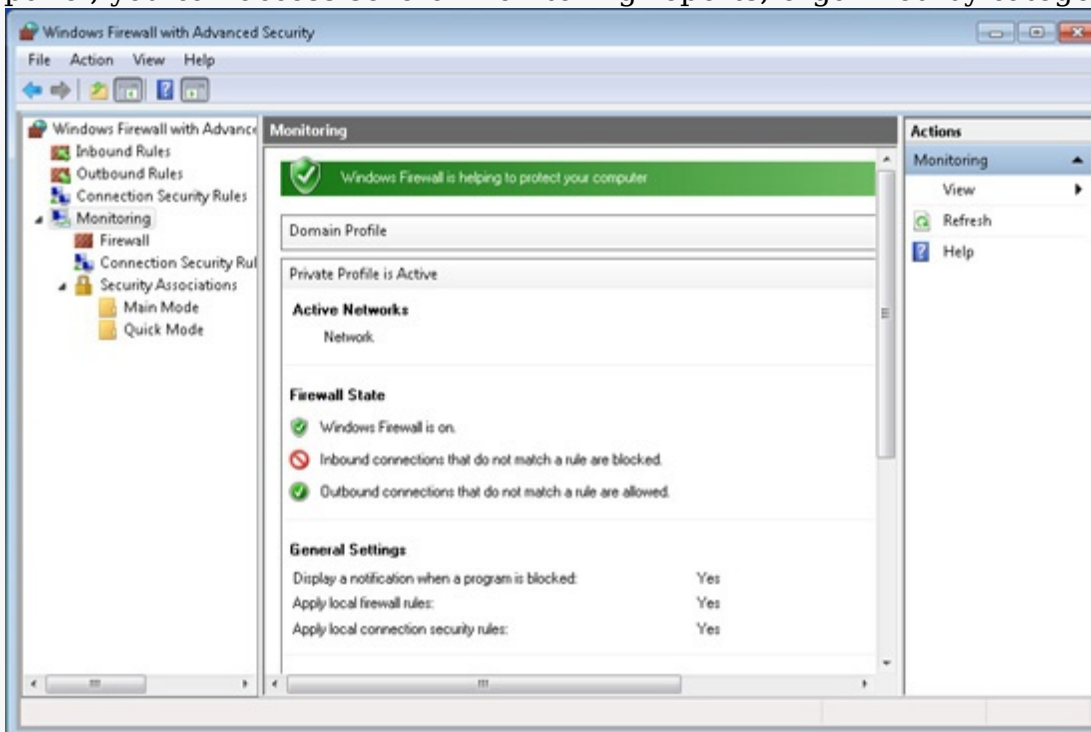 Windows Firewall with Advanced Security
File Action View Help
Windows Firewall with Advance
Inbound Rules
Outbound Rules
Connection Security Rules
Monitoring
Firewall
Connection Security Rul
Security Associations
Main Mode
Quick Mode
Monitoring
Windows Firewall is helping to protect your computer
Domain Profile
Private Profile is Active
Active Networks
Network
Firewall State
Windows Firewall is on.
Inbound connections that do not match a rule are blocked.
Outbound connections that do not match a rule are allowed.
General Settings
Display a notification when a program is blocked: Yes
Apply local firewall rules: Yes
Apply local connection security rules: Yes
Actions
Monitoring
View
Refresh
Help